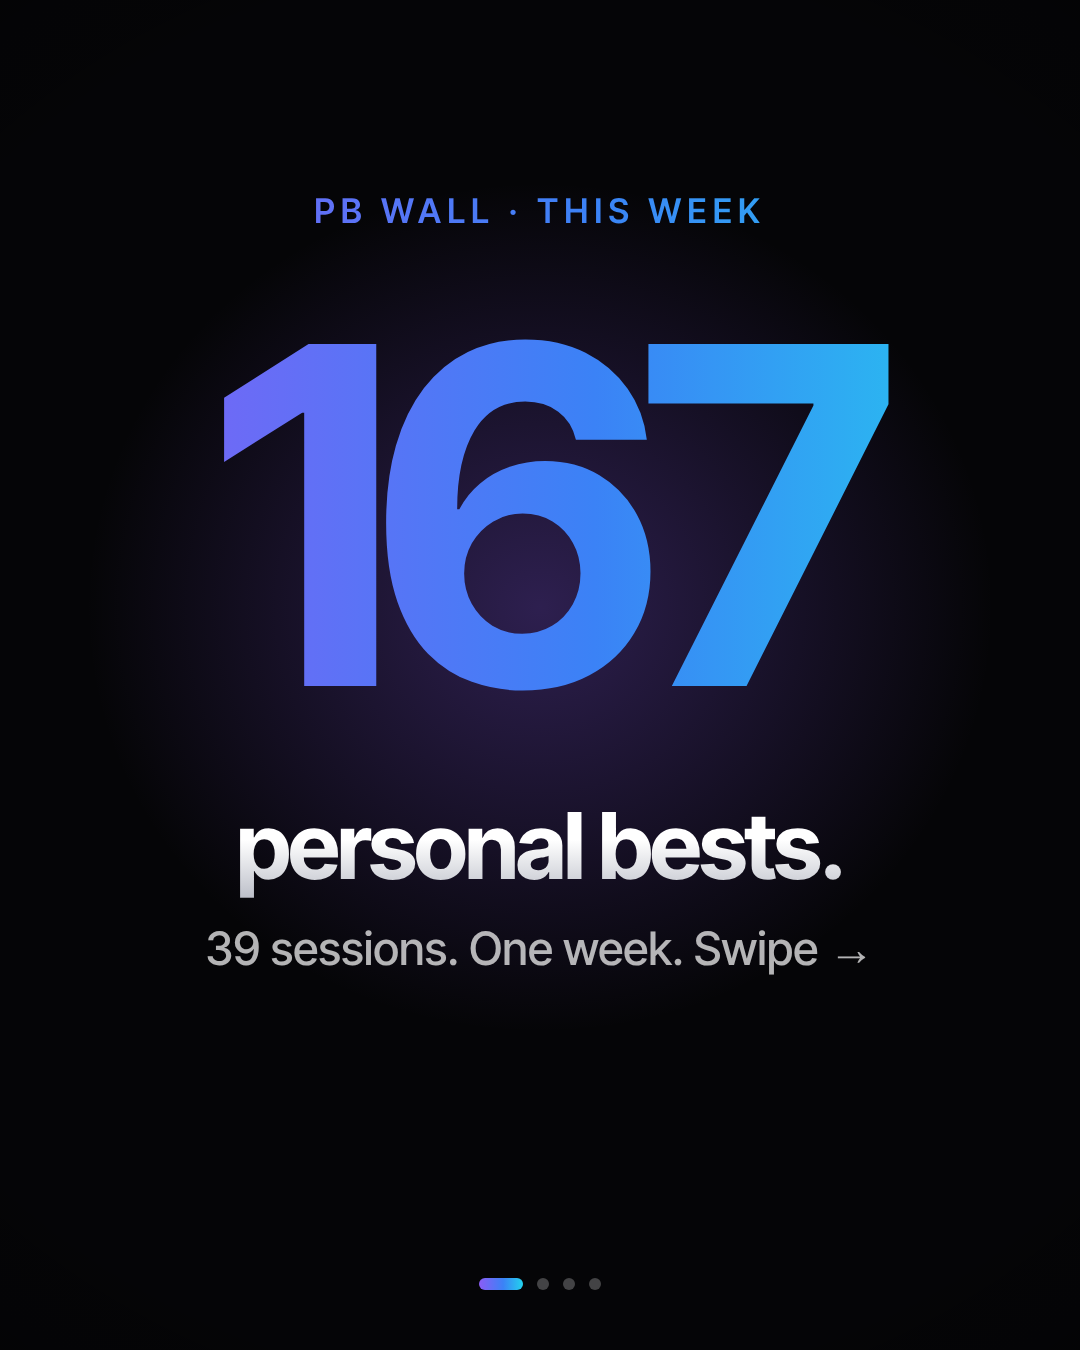 PB WALL · THIS WEEK
167
personal bests.
39 sessions. One week. Swipe →